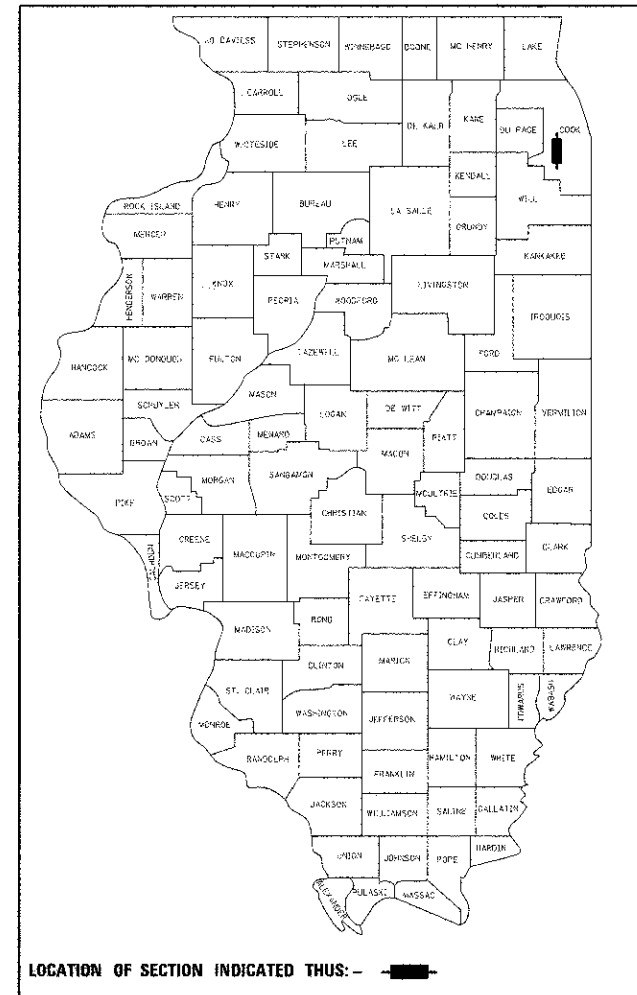 JO DAVIESS STEPHENSON WINNEBAGO BOONE MC HENRY LAKE
CARROLL OGLE DE KALB KANE DU PAGE COOK
WHITESIDE LEE
KENDALL WILL
ROCK ISLAND HENRY BUREAU LA SALLE GRUNDY
MERCER PUTNAM
STARK MARSHALL KANKAKEE
HENDERSON WARREN KNOX PEORIA WOODFORD LIVINGSTON IROQUOIS
HANCOCK MC DONOUGH FULTON TAZEWELL MC LEAN FORD
MASON
SCHUYLER LOGAN DE WITT CHAMPAIGN VERMILION
ADAMS BROWN CASS MENARD PIATT
MACON
PIKE MORGAN SANGAMON DOUGLAS EDGAR
SCOTT CHRISTIAN MOULTRIE COLES
GREENE SHELBY
CALHOUN MACOUPIN MONTGOMERY CUMBERLAND CLARK
JERSEY
FAYETTE EFFINGHAM JASPER CRAWFORD
MADISON BOND
CLAY RICHLAND LAWRENCE
CLINTON MARION
ST. CLAIR WAYNE EDWARDS WABASH
WASHINGTON JEFFERSON
MONROE
RANDOLPH PERRY HAMILTON WHITE
FRANKLIN
JACKSON WILLIAMSON SALINE GALLATIN
HARDIN
UNION JOHNSON POPE
ALEXANDER PULASKI MASSAC
LOCATION OF SECTION INDICATED THUS: –